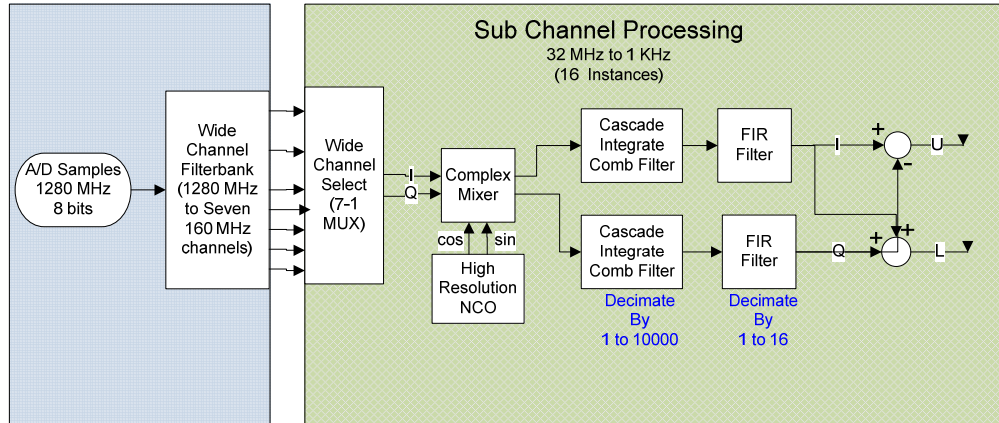 Sub Channel Processing
32 MHz to 1 KHz
(16 Instances)
A/D Samples
1280 MHz
8 bits
Wide
Channel
Filterbank
(1280 MHz
to Seven
160 MHz
channels)
Wide
Channel
Select
(7-1
MUX)
I
Q
Complex
Mixer
cos
sin
High
Resolution
NCO
Cascade
Integrate
Comb Filter
FIR
Filter
I
+
-
U
Cascade
Integrate
Comb Filter
FIR
Filter
Q
+
+
L
Decimate
By
1 to 10000
Decimate
By
1 to 16